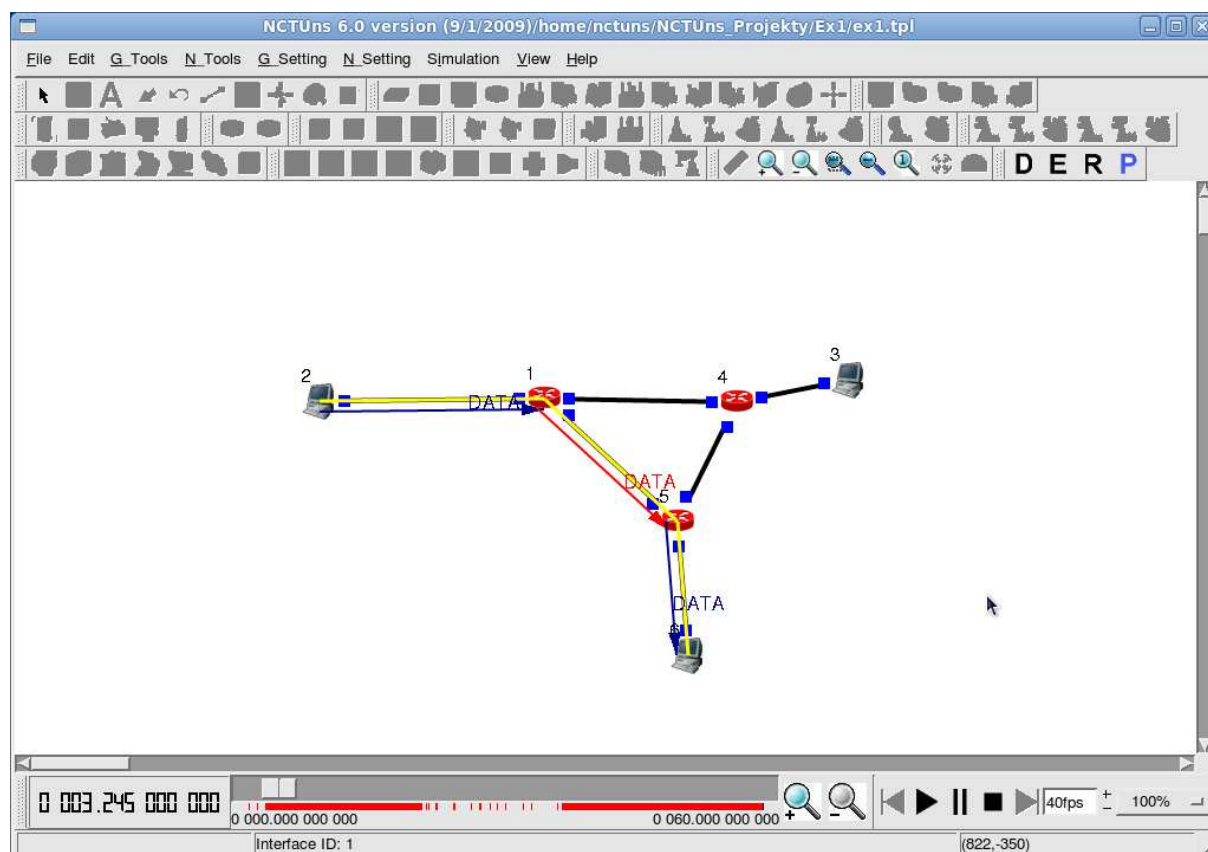 NCTUns 6.0 version (9/1/2009)/home/nctuns/NCTUns_Projekty/Ex1/ex1.tpl
File Edit G_Tools N_Tools G_Setting N_Setting Simulation View Help
A
D E R P
2
1
4
3
DATA
DATA
5
DATA
6
0 003.245 000 000
0 000.000 000 000
0 060.000 000 000
40fps
100%
Interface ID: 1
(822,-350)